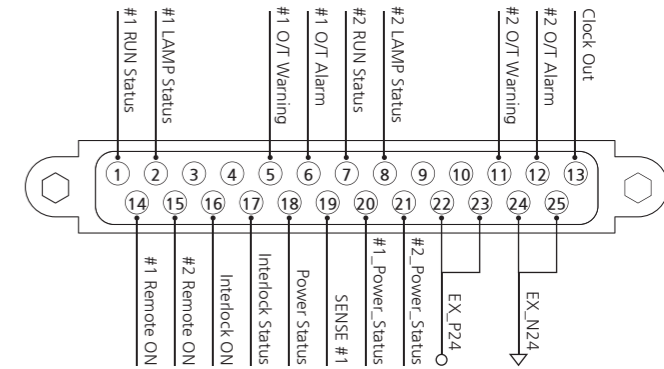 #1 RUN Status
#1 LAMP Status
#1 O/T Warning
#1 O/T Alarm
#2 RUN Status
#2 LAMP Status
#2 O/T Warning
#2 O/T Alarm
Clock Out
1 2 3 4 5 6 7 8 9 10 11 12 13
14 15 16 17 18 19 20 21 22 23 24 25
#1 Remote ON
#2 Remote ON
Interlock ON
Interlock Status
Power Status
SENSE #1
#1_Power_Status
#2_Power_Status
EX_P24
EX_N24